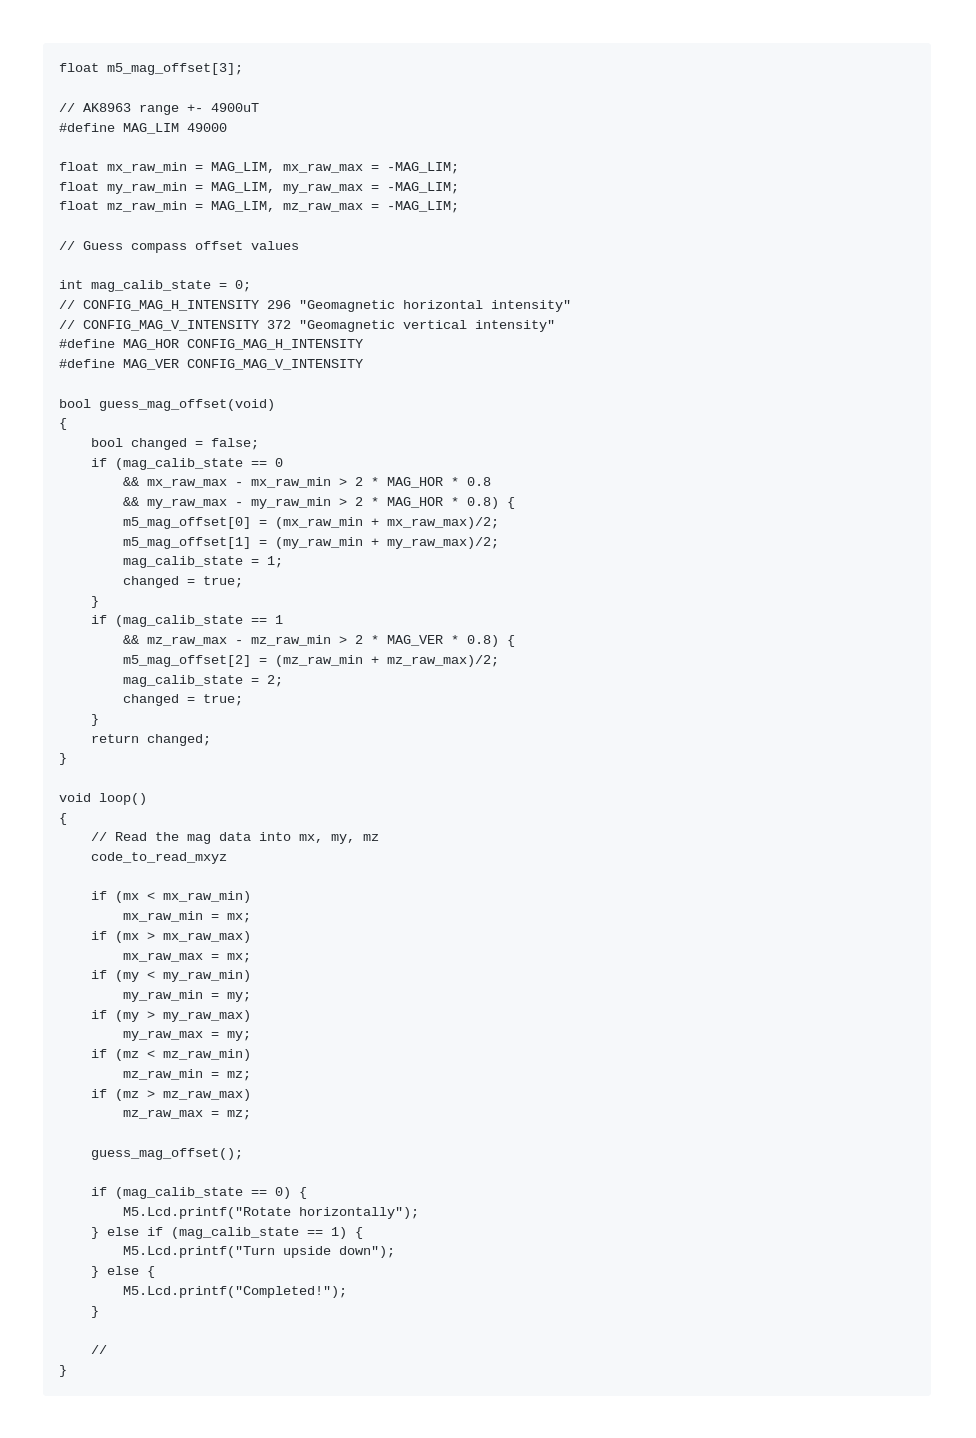 float m5_mag_offset[3];

// AK8963 range +- 4900uT
#define MAG_LIM 49000

float mx_raw_min = MAG_LIM, mx_raw_max = -MAG_LIM;
float my_raw_min = MAG_LIM, my_raw_max = -MAG_LIM;
float mz_raw_min = MAG_LIM, mz_raw_max = -MAG_LIM;

// Guess compass offset values

int mag_calib_state = 0;
// CONFIG_MAG_H_INTENSITY 296 "Geomagnetic horizontal intensity"
// CONFIG_MAG_V_INTENSITY 372 "Geomagnetic vertical intensity"
#define MAG_HOR CONFIG_MAG_H_INTENSITY
#define MAG_VER CONFIG_MAG_V_INTENSITY

bool guess_mag_offset(void)
{
    bool changed = false;
    if (mag_calib_state == 0
        && mx_raw_max - mx_raw_min > 2 * MAG_HOR * 0.8
        && my_raw_max - my_raw_min > 2 * MAG_HOR * 0.8) {
        m5_mag_offset[0] = (mx_raw_min + mx_raw_max)/2;
        m5_mag_offset[1] = (my_raw_min + my_raw_max)/2;
        mag_calib_state = 1;
        changed = true;
    }
    if (mag_calib_state == 1
        && mz_raw_max - mz_raw_min > 2 * MAG_VER * 0.8) {
        m5_mag_offset[2] = (mz_raw_min + mz_raw_max)/2;
        mag_calib_state = 2;
        changed = true;
    }
    return changed;
}

void loop()
{
    // Read the mag data into mx, my, mz
    code_to_read_mxyz

    if (mx < mx_raw_min)
        mx_raw_min = mx;
    if (mx > mx_raw_max)
        mx_raw_max = mx;
    if (my < my_raw_min)
        my_raw_min = my;
    if (my > my_raw_max)
        my_raw_max = my;
    if (mz < mz_raw_min)
        mz_raw_min = mz;
    if (mz > mz_raw_max)
        mz_raw_max = mz;

    guess_mag_offset();

    if (mag_calib_state == 0) {
        M5.Lcd.printf("Rotate horizontally");
    } else if (mag_calib_state == 1) {
        M5.Lcd.printf("Turn upside down");
    } else {
        M5.Lcd.printf("Completed!");
    }

    //
}